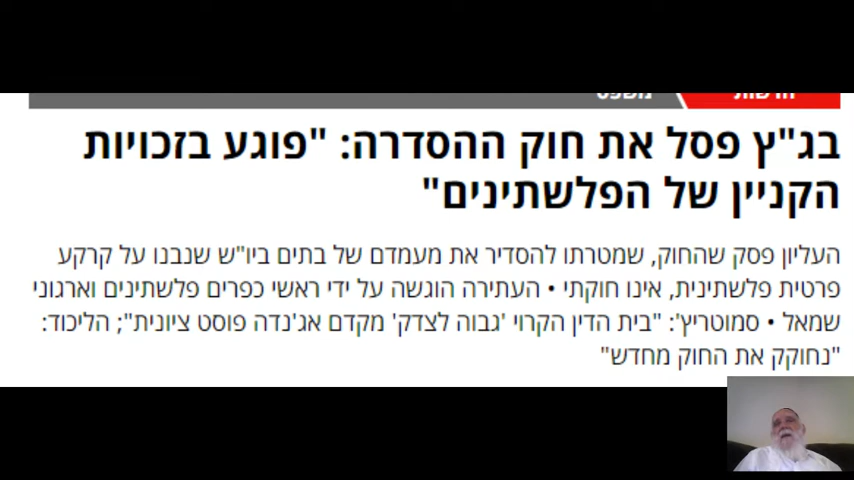 חדשות
משפט
בג"ץ פסל את חוק ההסדרה: "פוגע בזכויות
הקניין של הפלשתינים"
העליון פסק שהחוק, שמטרתו להסדיר את מעמדם של בתים ביו"ש שנבנו על קרקע
פרטית פלשתינית, אינו חוקתי • העתירה הוגשה על ידי ראשי כפרים פלשתינים וארגוני
שמאל • סמוטריץ': "בית הדין הקרוי 'גבוה לצדק' מקדם אג'נדה פוסט ציונית"; הליכוד:
"נחוקק את החוק מחדש"